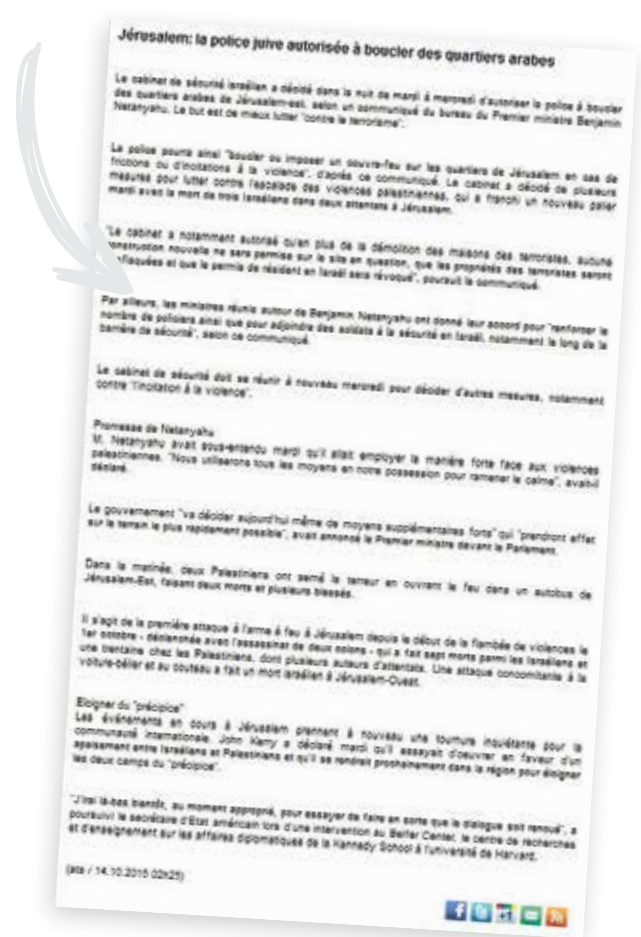 Jérusalem: la police juive autorisée à boucler des quartiers arabes
Le cabinet de sécurité israélien a décidé dans la nuit de mardi à mercredi d'autoriser la police à boucler
des quartiers arabes de Jérusalem-est, selon un communiqué du bureau du Premier ministre Benjamin
Netanyahu. Le but est de mieux lutter "contre le terrorisme".
La police pourra ainsi "boucler ou imposer un couvre-feu sur les quartiers de Jérusalem en cas de
frictions ou d'incitations à la violence", d'après ce communiqué. Le cabinet a décidé de plusieurs
mesures pour lutter contre l'escalade des violences palestiniennes, qui a franchi un nouveau palier
mardi avec la mort de trois Israéliens dans deux attentats à Jérusalem.
"Le cabinet a notamment autorisé qu'en plus de la démolition des maisons des terroristes, aucune
construction nouvelle ne sera permise sur le site en question, que les propriétés des terroristes seront
confisquées et que le permis de résident en Israël sera révoqué", poursuit le communiqué.
Par ailleurs, les ministres réunis autour de Benjamin Netanyahu ont donné leur accord pour "renforcer le
nombre de policiers ainsi que pour adjoindre des soldats à la sécurité en Israël, notamment le long de la
barrière de sécurité", selon ce communiqué.
Le cabinet de sécurité doit se réunir à nouveau mercredi pour décider d'autres mesures, notamment
contre "l'incitation à la violence".
Promesse de Netanyahu
M. Netanyahu avait sous-entendu mardi qu'il allait employer la manière forte face aux violences
palestiniennes. "Nous utiliserons tous les moyens en notre possession pour ramener le calme", avait-il
déclaré.
Le gouvernement "va décider aujourd'hui même de moyens supplémentaires forts" qui "prendront effet
sur le terrain le plus rapidement possible", avait annoncé le Premier ministre devant le Parlement.
Dans la matinée, deux Palestiniens ont semé la terreur en ouvrant le feu dans un autobus de
Jérusalem-Est, faisant deux morts et plusieurs blessés.
Il s'agit de la première attaque à l'arme à feu à Jérusalem depuis le début de la flambée de violences le
1er octobre - déclenchée avec l'assassinat de deux colons - qui a fait sept morts parmi les Israéliens et
une trentaine chez les Palestiniens, dont plusieurs auteurs d'attentats. Une attaque concomitante à la
voiture-bélier et au couteau a fait un mort israélien à Jérusalem-Ouest.
Eloigner du "précipice"
Les événements en cours à Jérusalem prennent à nouveau une tournure inquiétante pour la
communauté internationale. John Kerry a déclaré mardi qu'il essayait d'oeuvrer en faveur d'un
apaisement entre Israéliens et Palestiniens et qu'il se rendrait prochainement dans la région pour éloigner
les deux camps du "précipice".
"J'irai là-bas bientôt, au moment approprié, pour essayer de faire en sorte que le dialogue soit renoué", a
poursuivi le secrétaire d'Etat américain lors d'une intervention au Belfer Center, le centre de recherches
et d'enseignement sur les affaires diplomatiques de la Kennedy School à l'université de Harvard.
(ats / 14.10.2015 02h25)
+1